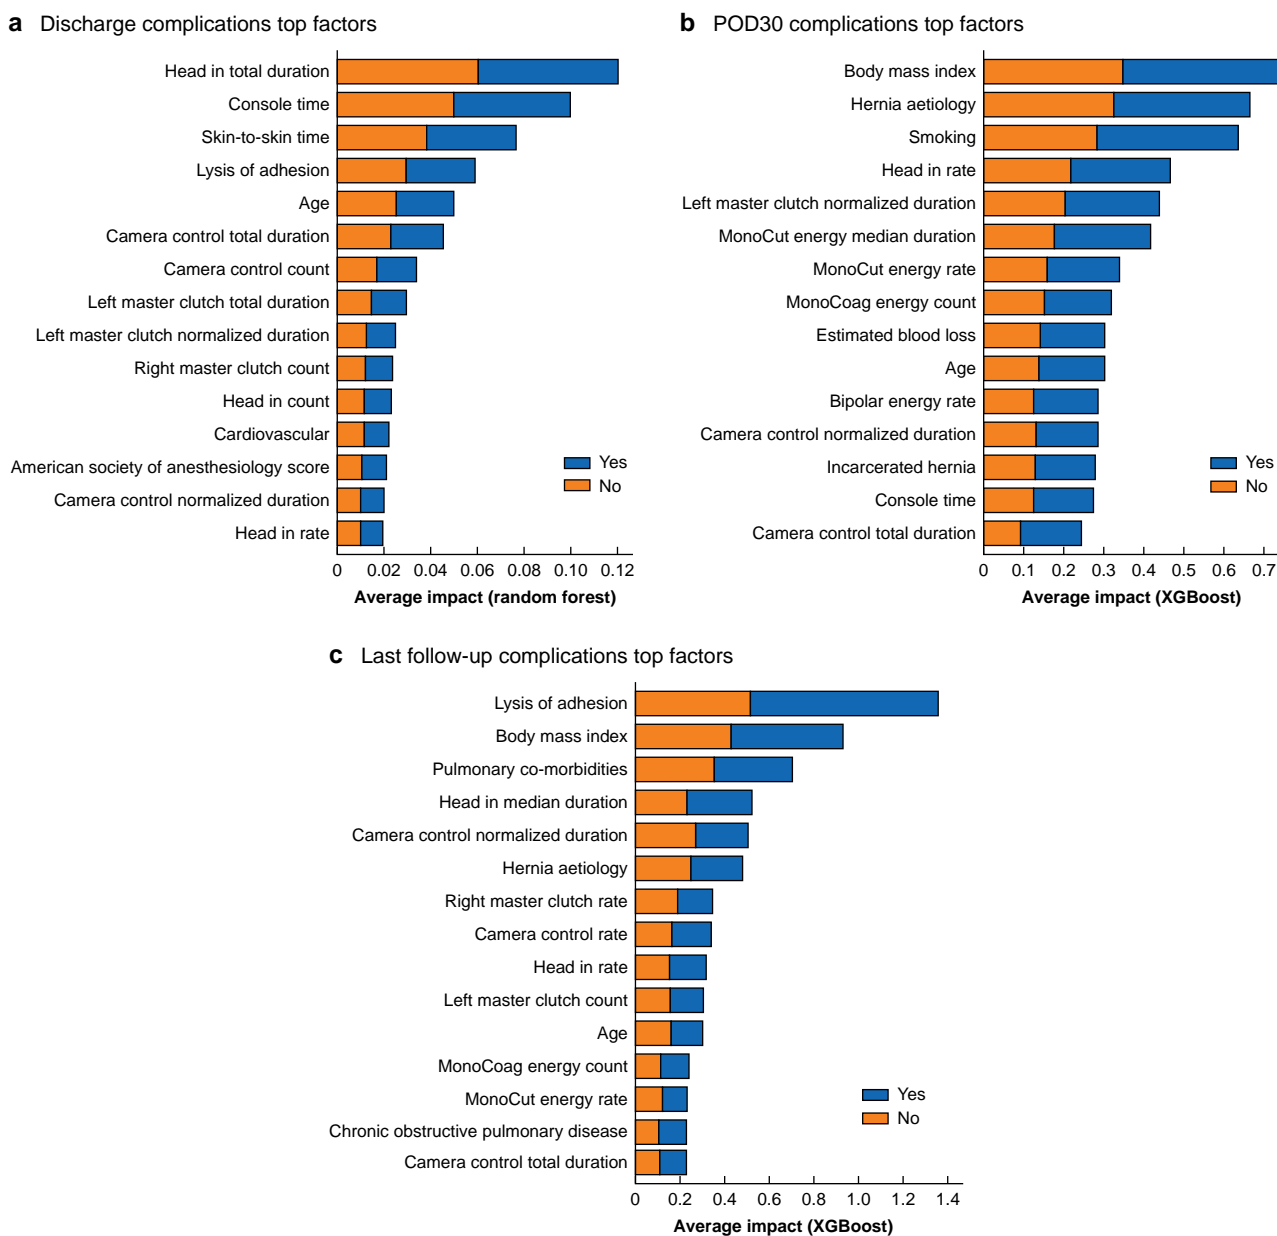 a Discharge complications top factors
Head in total duration
Console time
Skin-to-skin time
Lysis of adhesion
Age
Camera control total duration
Camera control count
Left master clutch total duration
Left master clutch normalized duration
Right master clutch count
Head in count
Cardiovascular
American society of anesthesiology score
Camera control normalized duration
Head in rate
Yes
No
0 0.02 0.04 0.06 0.08 0.10 0.12
Average impact (random forest)
b POD30 complications top factors
Body mass index
Hernia aetiology
Smoking
Head in rate
Left master clutch normalized duration
MonoCut energy median duration
MonoCut energy rate
MonoCoag energy count
Estimated blood loss
Age
Bipolar energy rate
Camera control normalized duration
Incarcerated hernia
Console time
Camera control total duration
Yes
No
0 0.1 0.2 0.3 0.4 0.5 0.6 0.7
Average impact (XGBoost)
c Last follow-up complications top factors
Lysis of adhesion
Body mass index
Pulmonary co-morbidities
Head in median duration
Camera control normalized duration
Hernia aetiology
Right master clutch rate
Camera control rate
Head in rate
Left master clutch count
Age
MonoCoag energy count
MonoCut energy rate
Chronic obstructive pulmonary disease
Camera control total duration
Yes
No
0 0.2 0.4 0.6 0.8 1.0 1.2 1.4
Average impact (XGBoost)